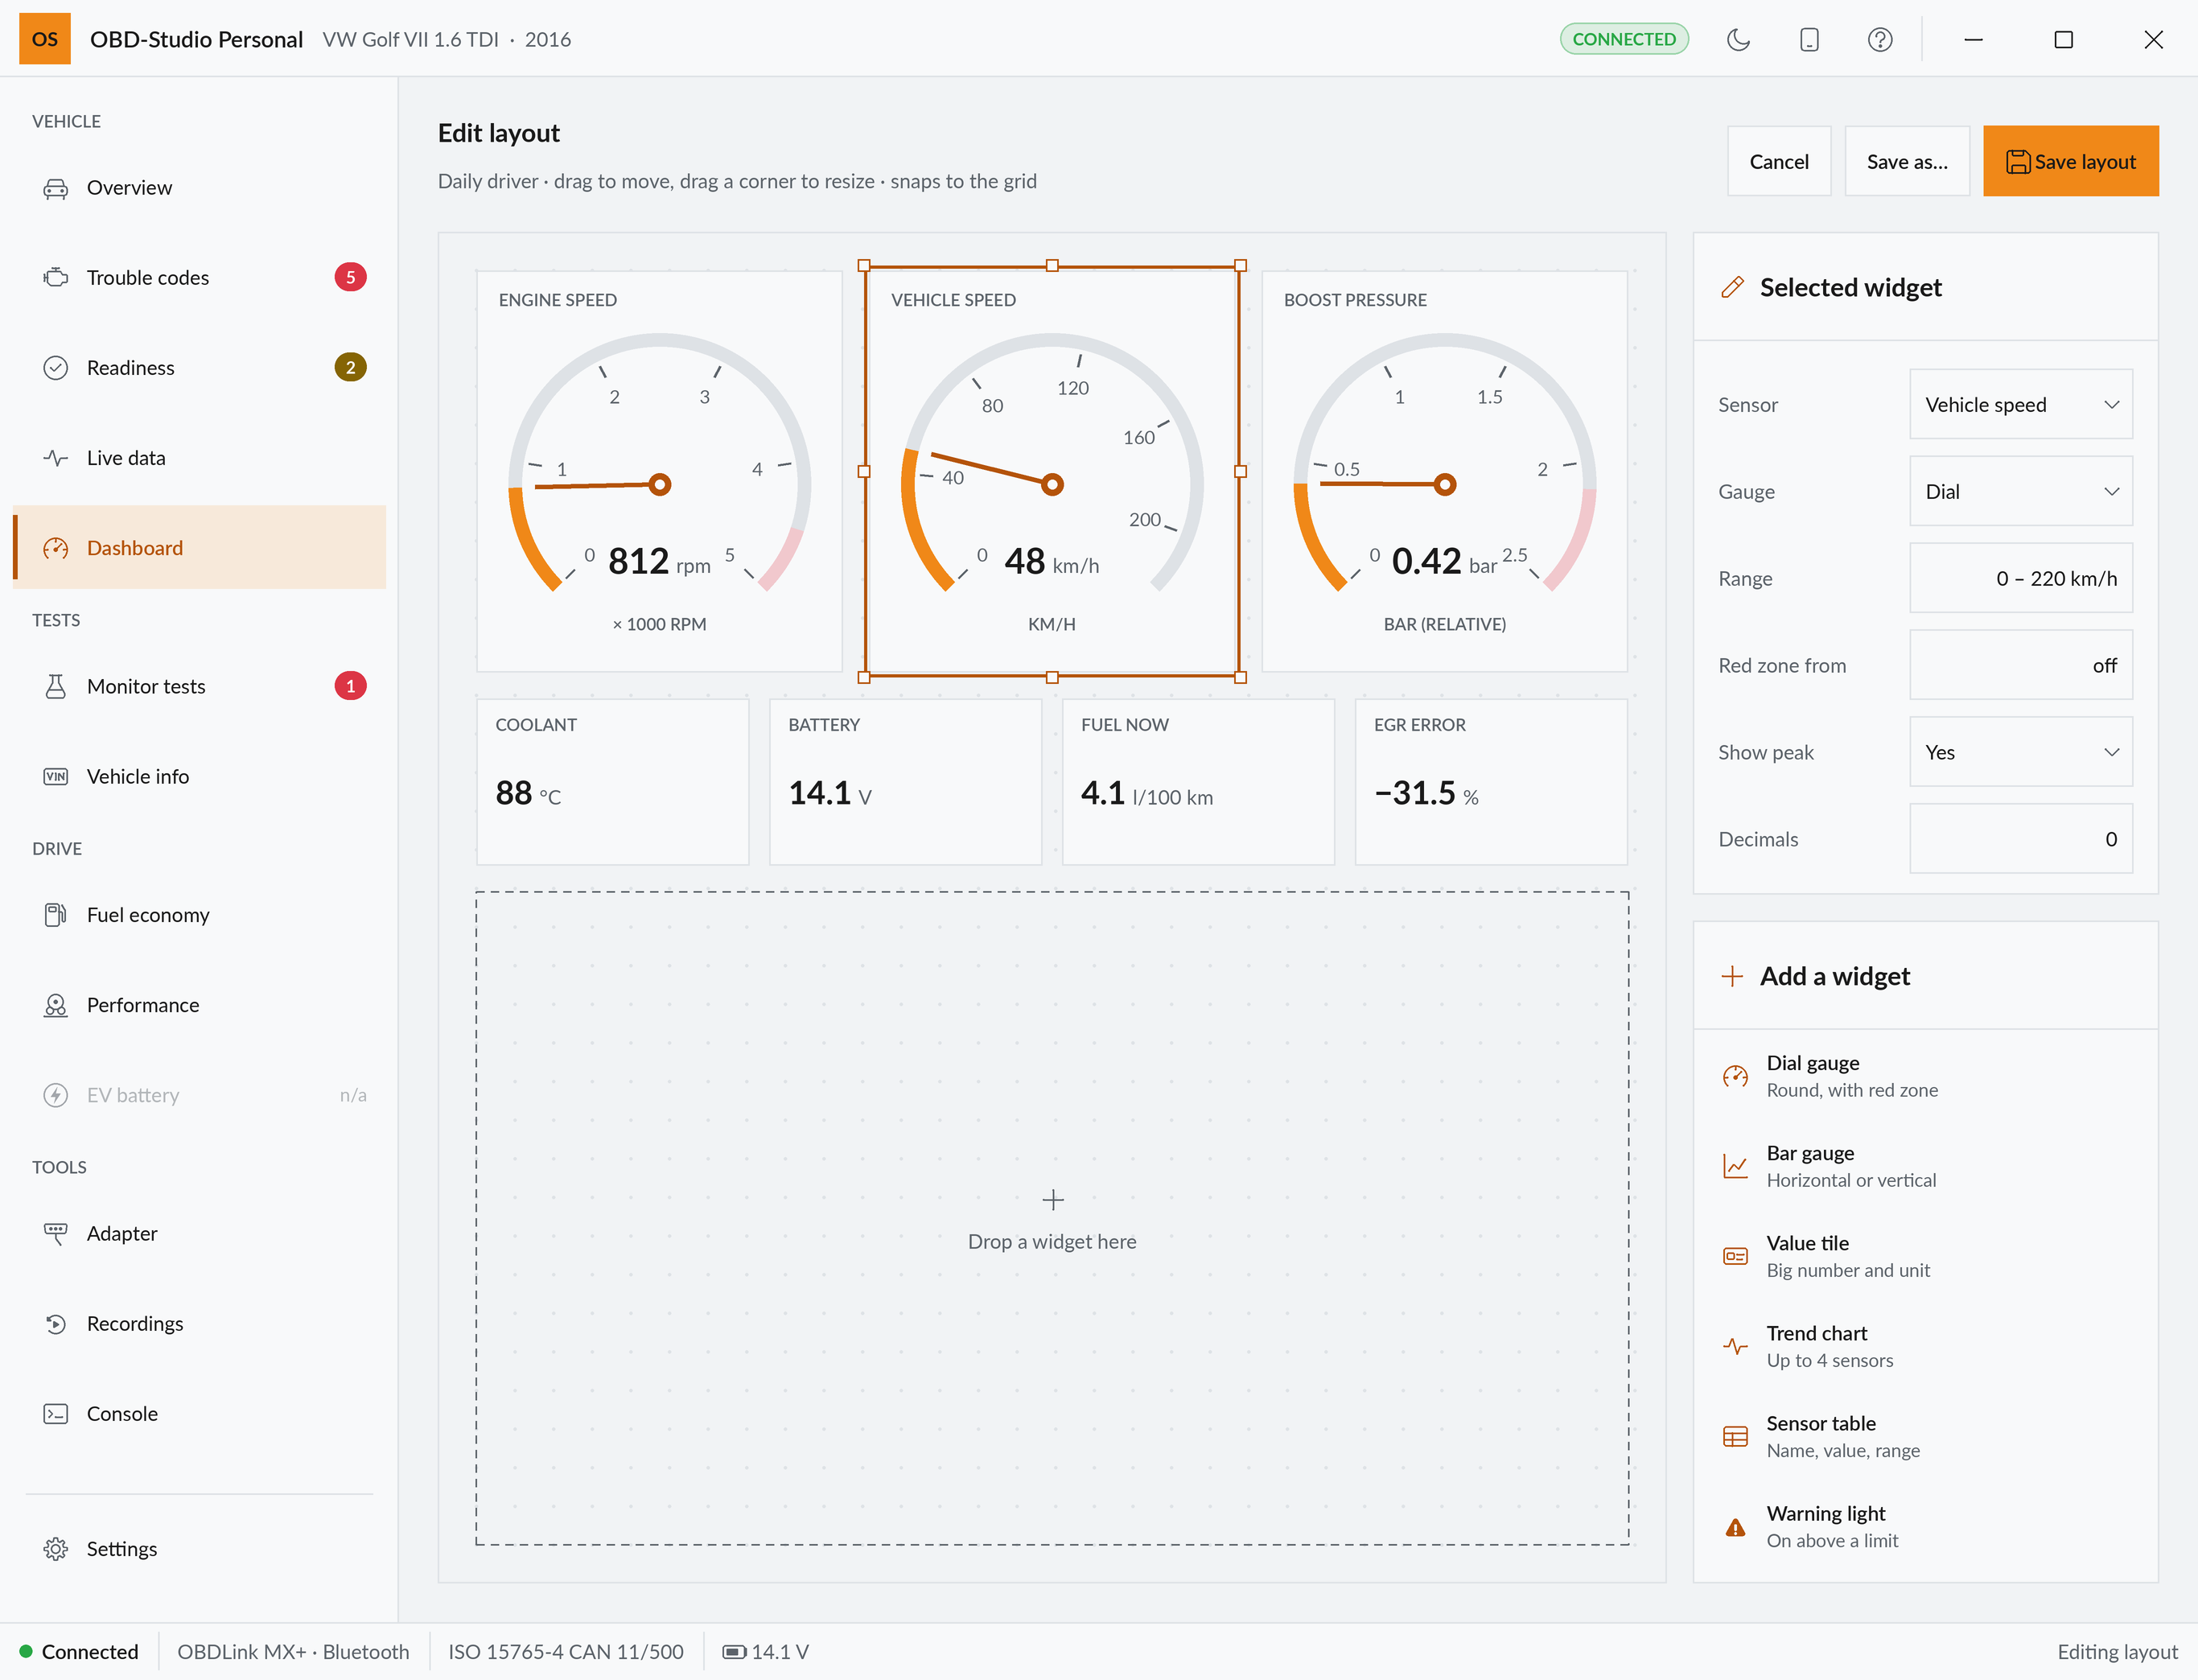 OS
OBD-Studio Personal
VW Golf VII 1.6 TDI · 2016
CONNECTED
VEHICLE
Overview
Trouble codes
5
Readiness
2
Live data
Dashboard
TESTS
Monitor tests
1
VIN
Vehicle info
DRIVE
Fuel economy
Performance
EV battery
n/a
TOOLS
Adapter
Recordings
Console
Settings
Edit layout
Daily driver · drag to move, drag a corner to resize · snaps to the grid
Cancel
Save as...
Save layout
ENGINE SPEED
0 1 2 3 4 5
812 rpm
× 1000 RPM
VEHICLE SPEED
0 40 80 120 160 200
48 km/h
KM/H
BOOST PRESSURE
0 0.5 1 1.5 2 2.5
0.42 bar
BAR (RELATIVE)
COOLANT
88 °C
BATTERY
14.1 V
FUEL NOW
4.1 l/100 km
EGR ERROR
−31.5 %
Drop a widget here
Selected widget
Sensor
Vehicle speed
Gauge
Dial
Range
0 – 220 km/h
Red zone from
off
Show peak
Yes
Decimals
0
Add a widget
Dial gauge
Round, with red zone
Bar gauge
Horizontal or vertical
Value tile
Big number and unit
Trend chart
Up to 4 sensors
Sensor table
Name, value, range
Warning light
On above a limit
Connected
OBDLink MX+ · Bluetooth
ISO 15765-4 CAN 11/500
14.1 V
Editing layout